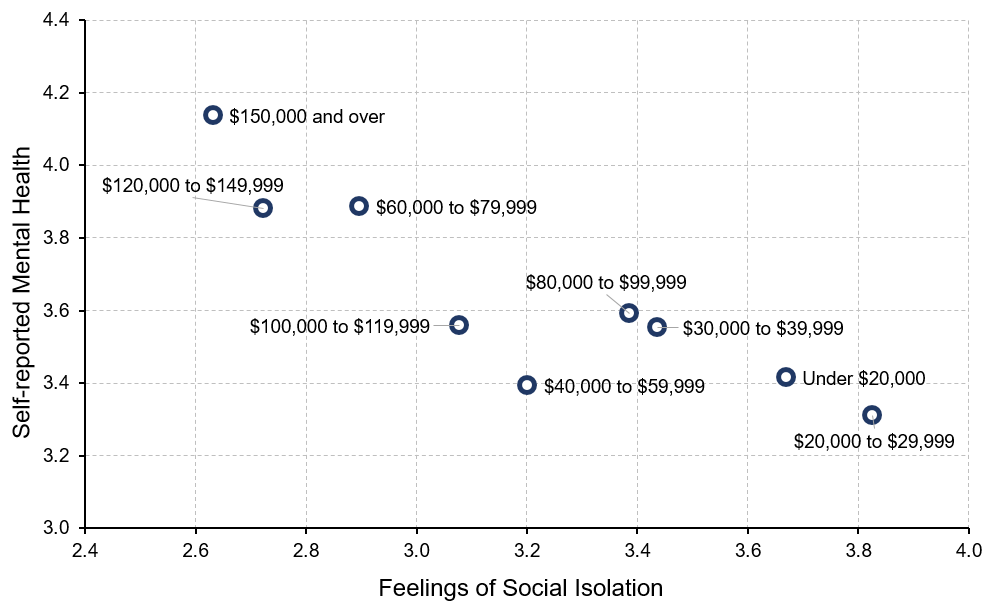 4.4
4.2
4.0
3.8
3.6
3.4
3.2
3.0
Self-reported Mental Health
$150,000 and over
$120,000 to $149,999
$60,000 to $79,999
$80,000 to $99,999
$100,000 to $119,999
$30,000 to $39,999
Under $20,000
$40,000 to $59,999
$20,000 to $29,999
2.4 2.6 2.8 3.0 3.2 3.4 3.6 3.8 4.0
Feelings of Social Isolation